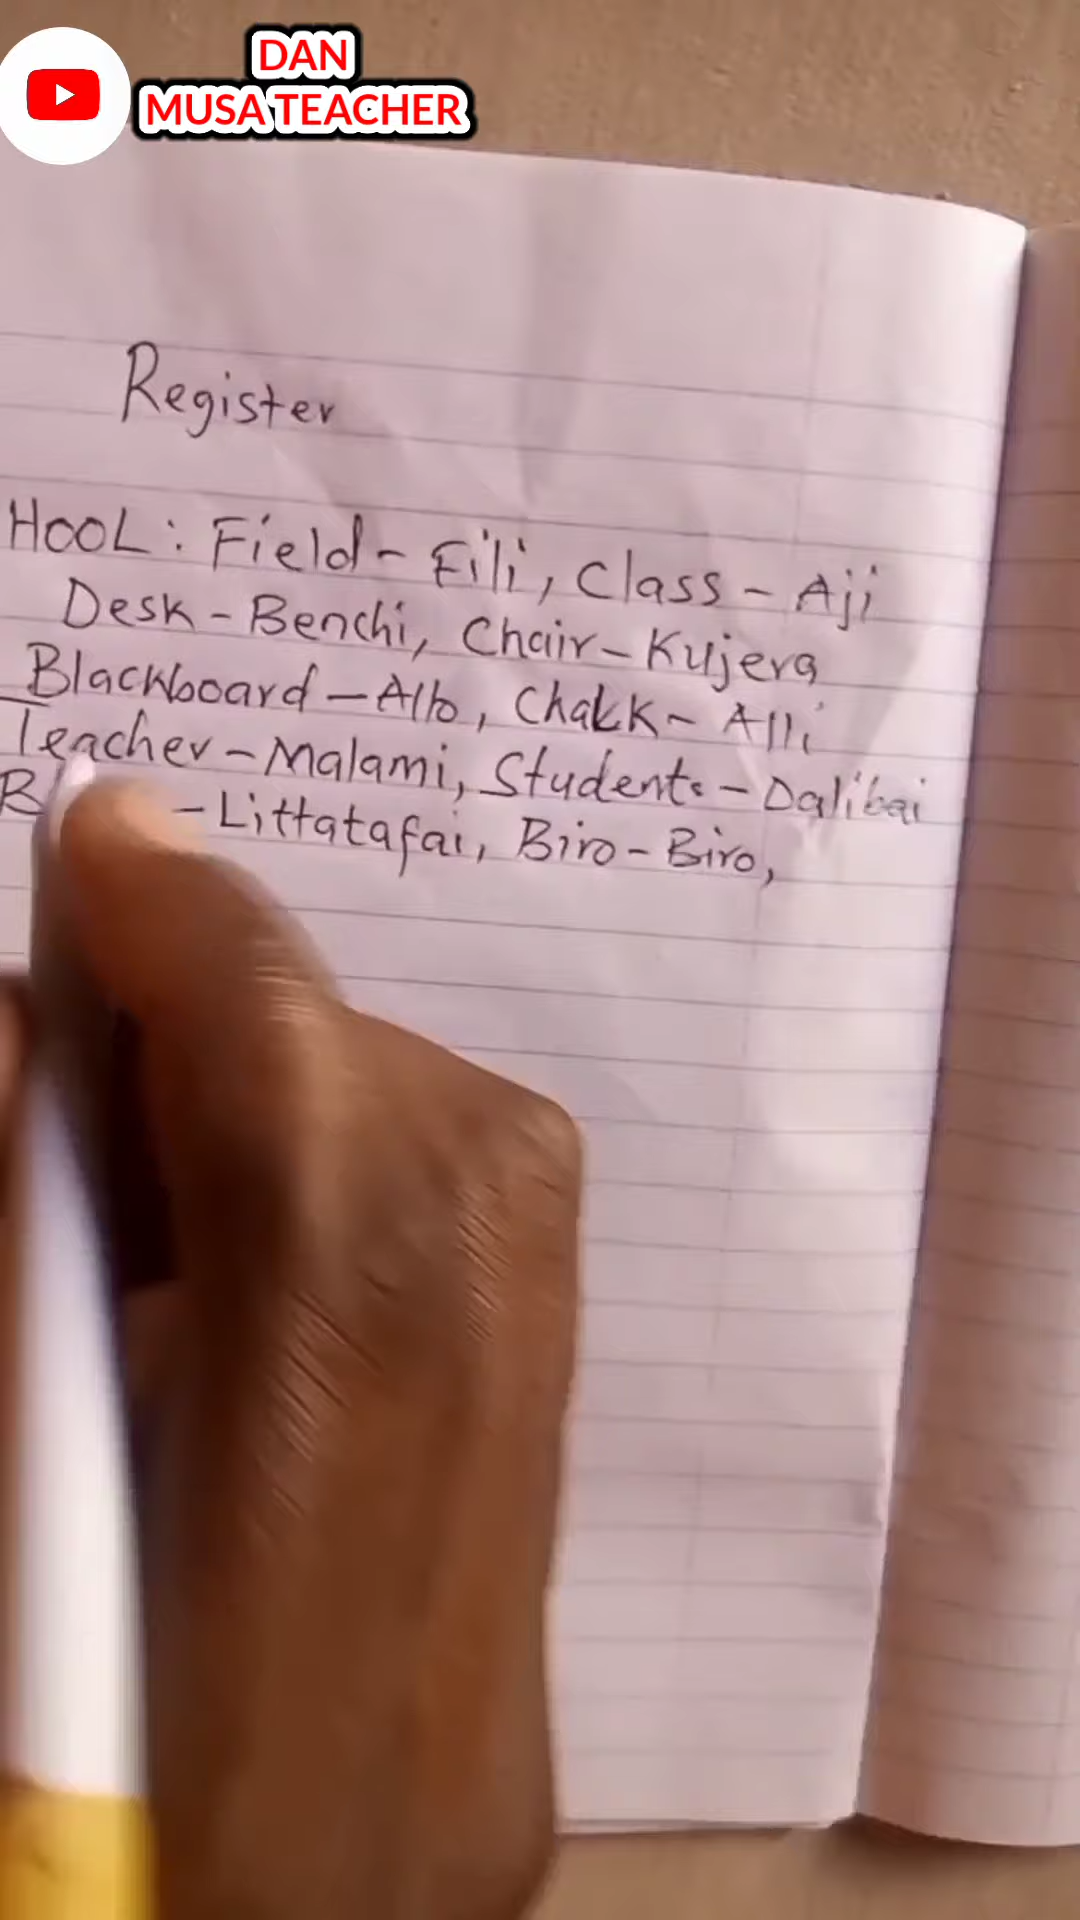 DAN
MUSA TEACHER
Register
HOOL: Field - Fili, Class - Aji
Desk - Benchi, Chair - Kujera
Blackboard - Allo, Chalk - Alli
Teacher - Malami, Students - Dalibai
- Littatafai, Biro - Biro,